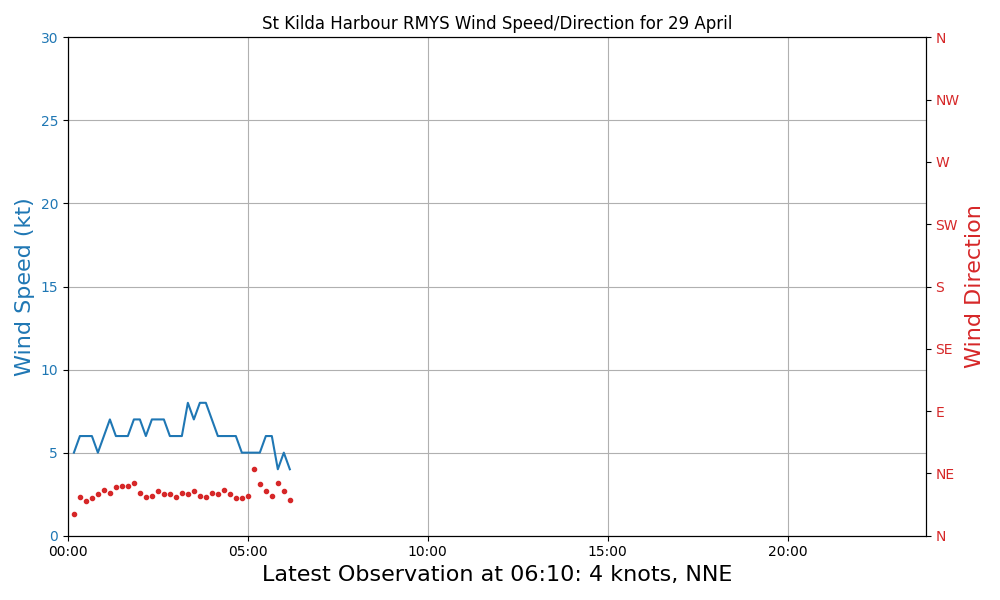 St Kilda Harbour RMYS Wind Speed/Direction for 29 April
30
25
20
15
10
5
0
Wind Speed (kt)
N
NW
W
SW
S
SE
E
NE
N
Wind Direction
00:00 05:00 10:00 15:00 20:00
Latest Observation at 06:10: 4 knots, NNE